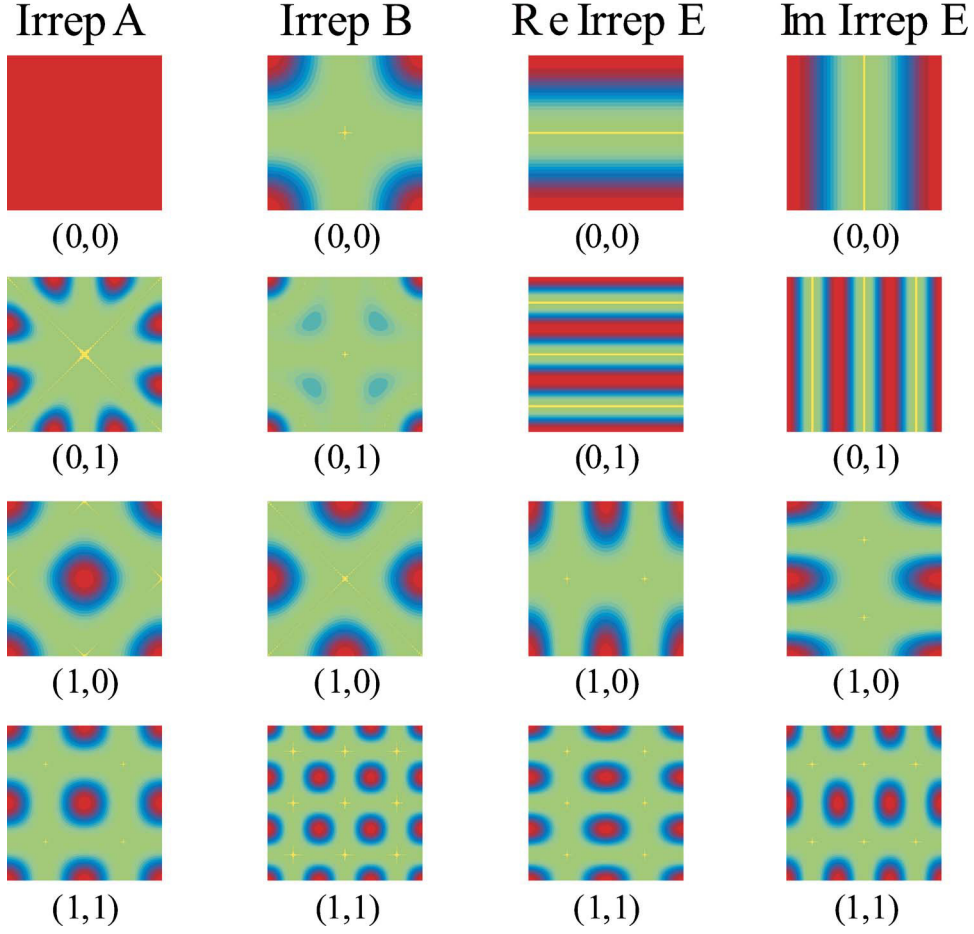 Irrep A Irrep B Re Irrep E Im Irrep E
(0,0) (0,0) (0,0) (0,0)
(0,1) (0,1) (0,1) (0,1)
(1,0) (1,0) (1,0) (1,0)
(1,1) (1,1) (1,1) (1,1)